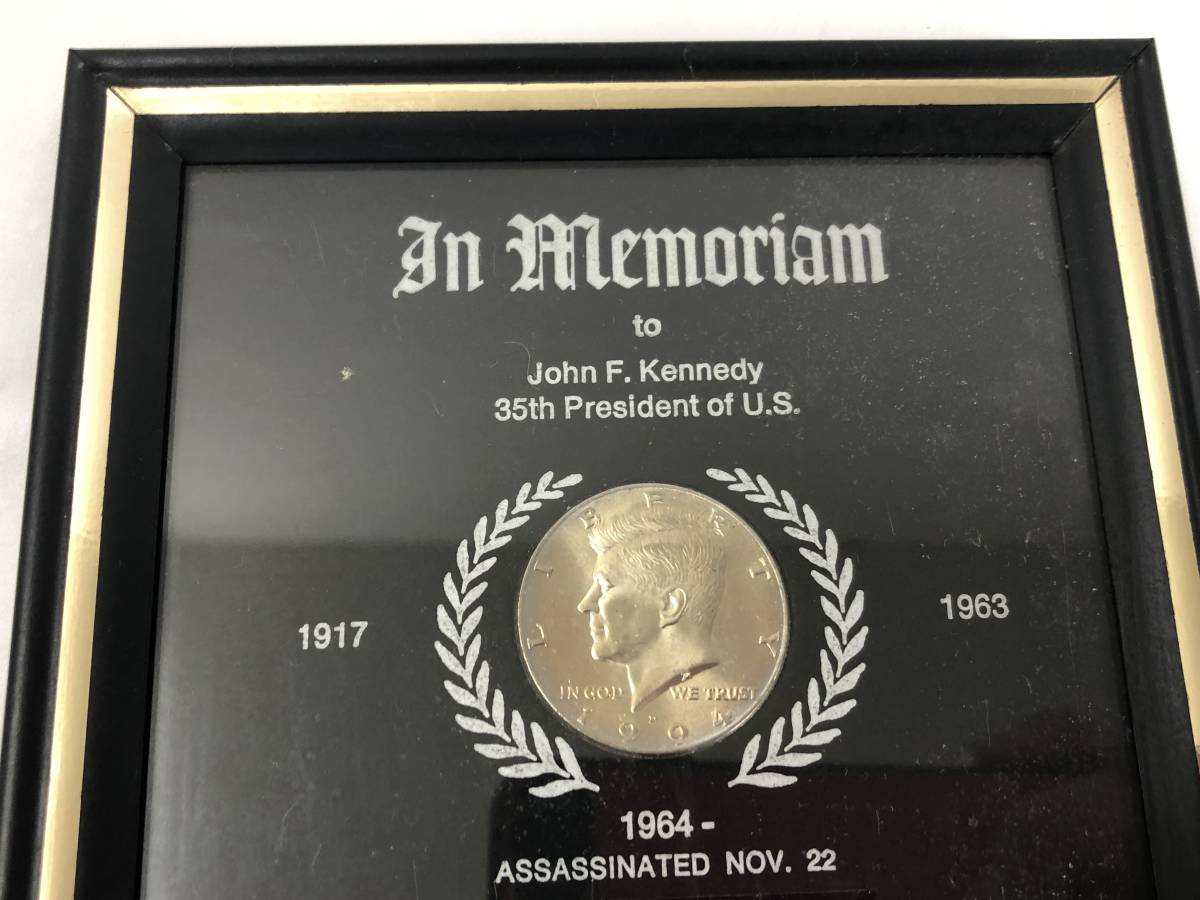 In Memoriam
to
John F. Kennedy
35th President of U.S.
LIBERTY
1917
1963
IN GOD WE TRUST
D
1964 -
ASSASSINATED NOV. 22